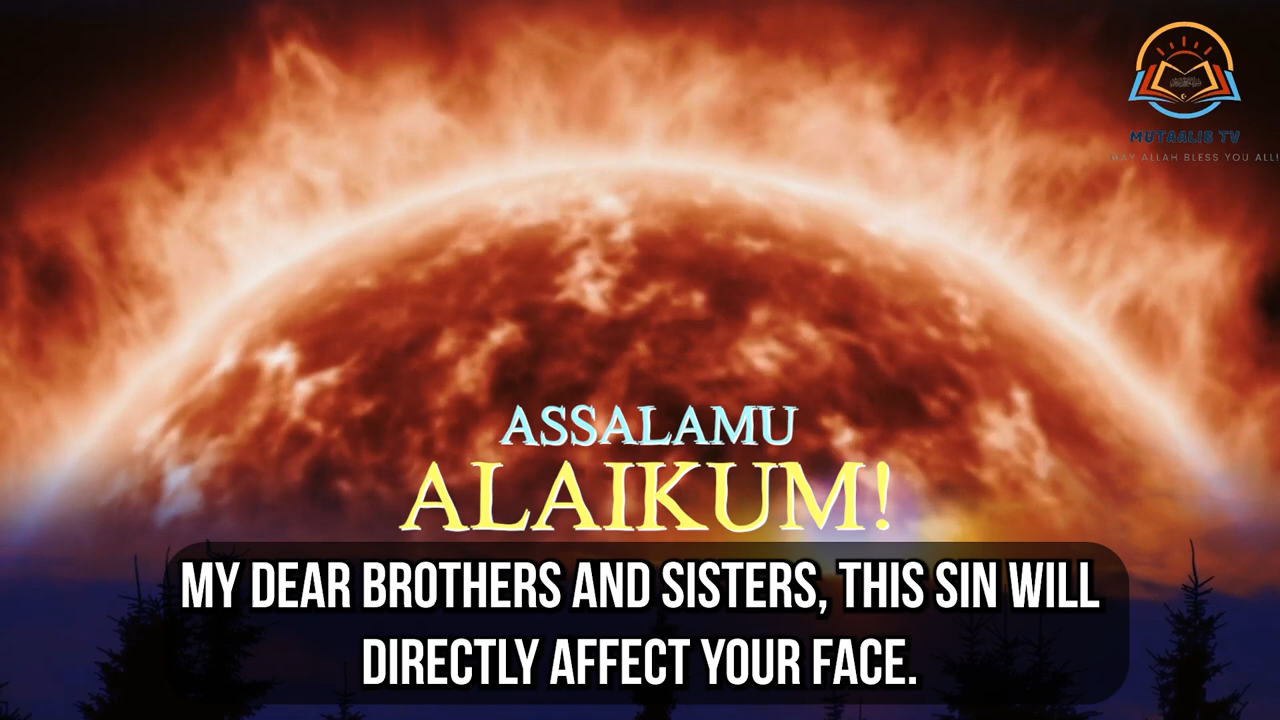 MUTAALIB TV
MAY ALLAH BLESS YOU ALL!
ASSALAMU
ALAIKUM!
MY DEAR BROTHERS AND SISTERS, THIS SIN WILL
DIRECTLY AFFECT YOUR FACE.